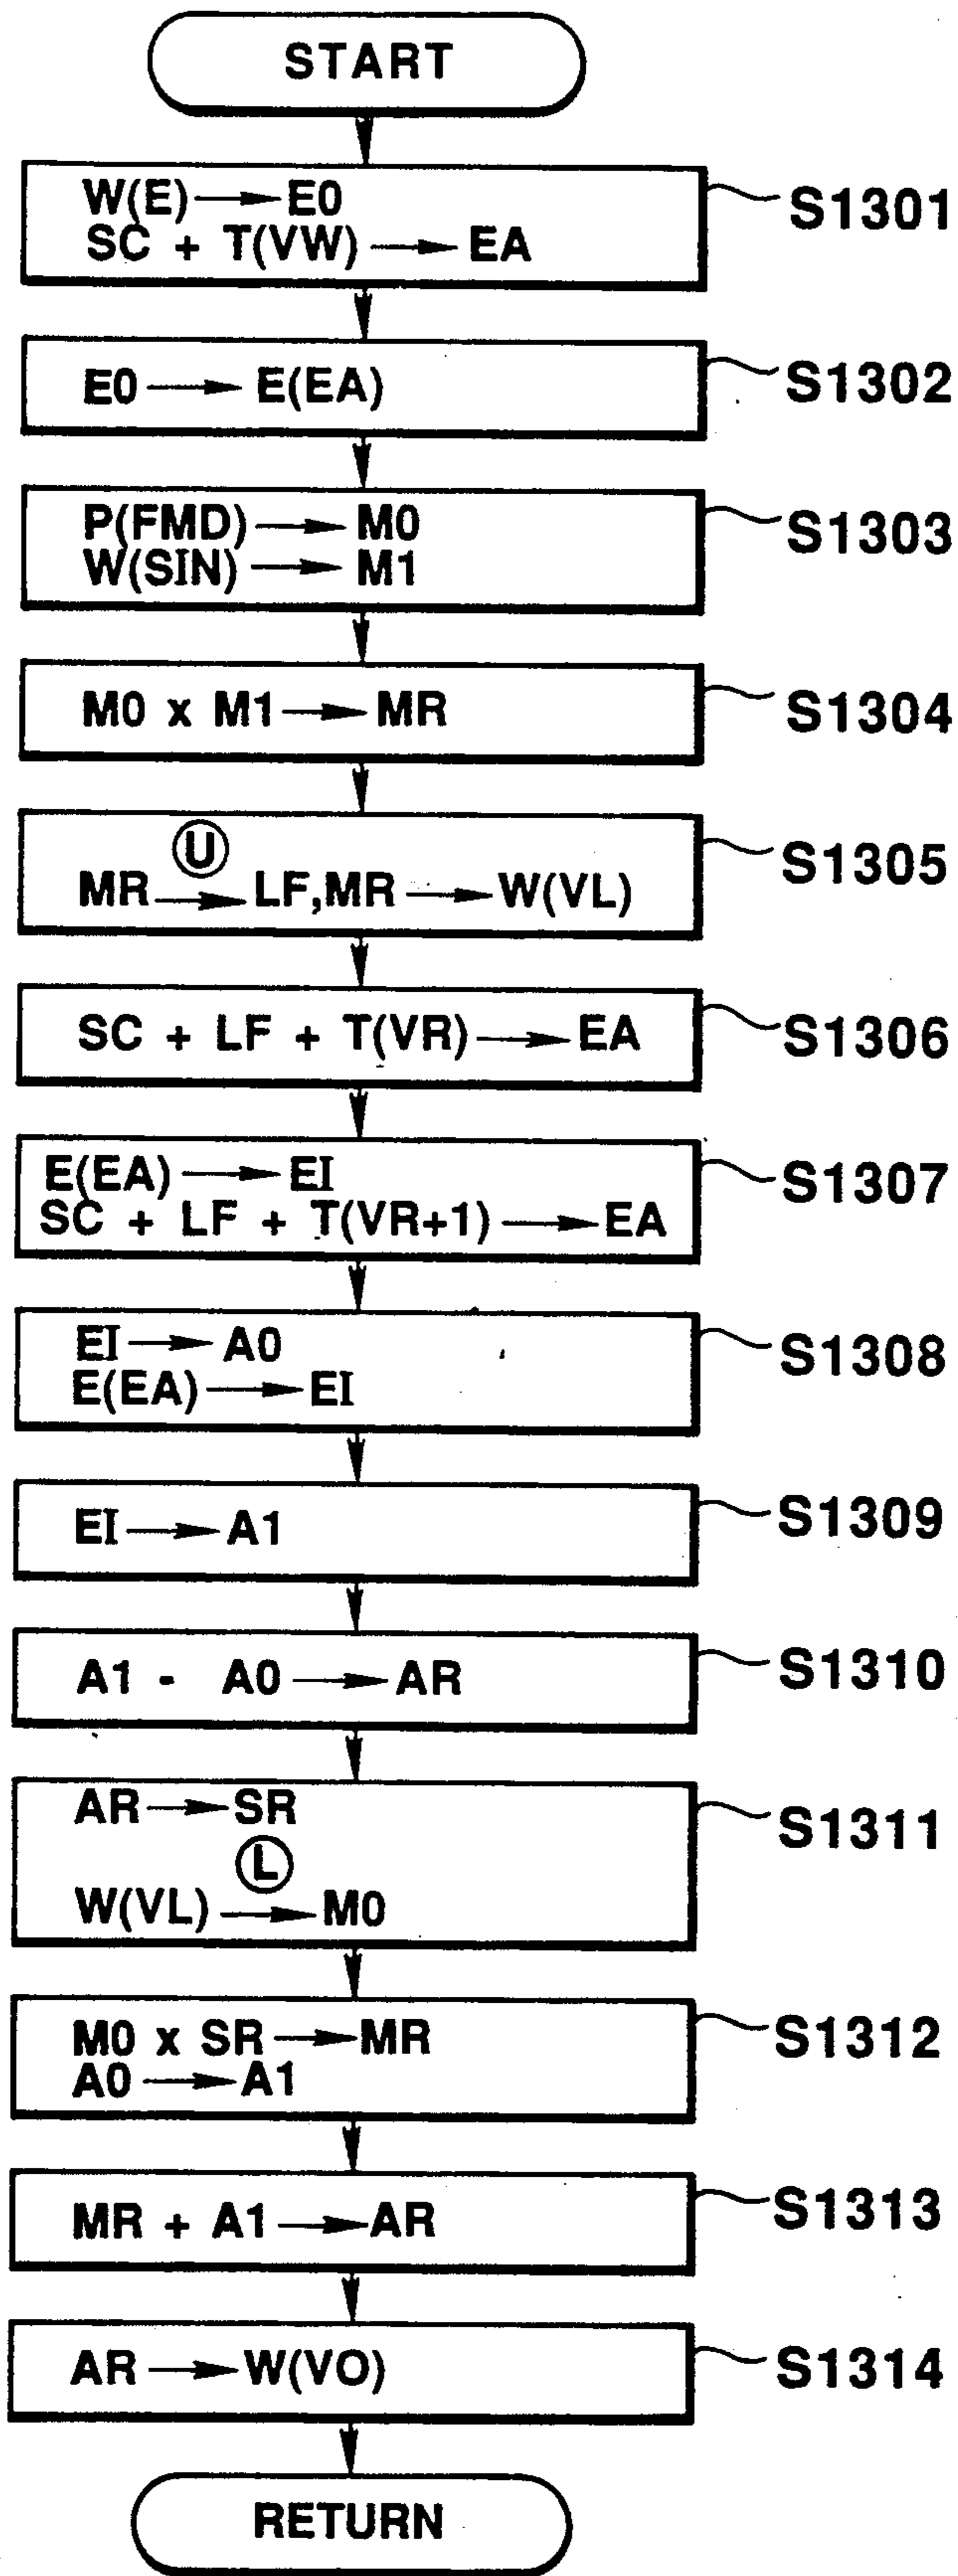 START
W(E) → E0
S1301
SC + T(VW) → EA
E0 → E(EA)
S1302
P(FMD) → M0
S1303
W(SIN) → M1
M0 x M1 → MR
S1304
U
S1305
MR → LF,MR → W(VL)
SC + LF + T(VR) → EA
S1306
E(EA) → EI
S1307
SC + LF + T(VR+1) → EA
EI → A0
S1308
E(EA) → EI
EI → A1
S1309
A1 - A0 → AR
S1310
AR → SR
S1311
L
W(VL) → M0
M0 x SR → MR
S1312
A0 → A1
MR + A1 → AR
S1313
AR → W(VO)
S1314
RETURN